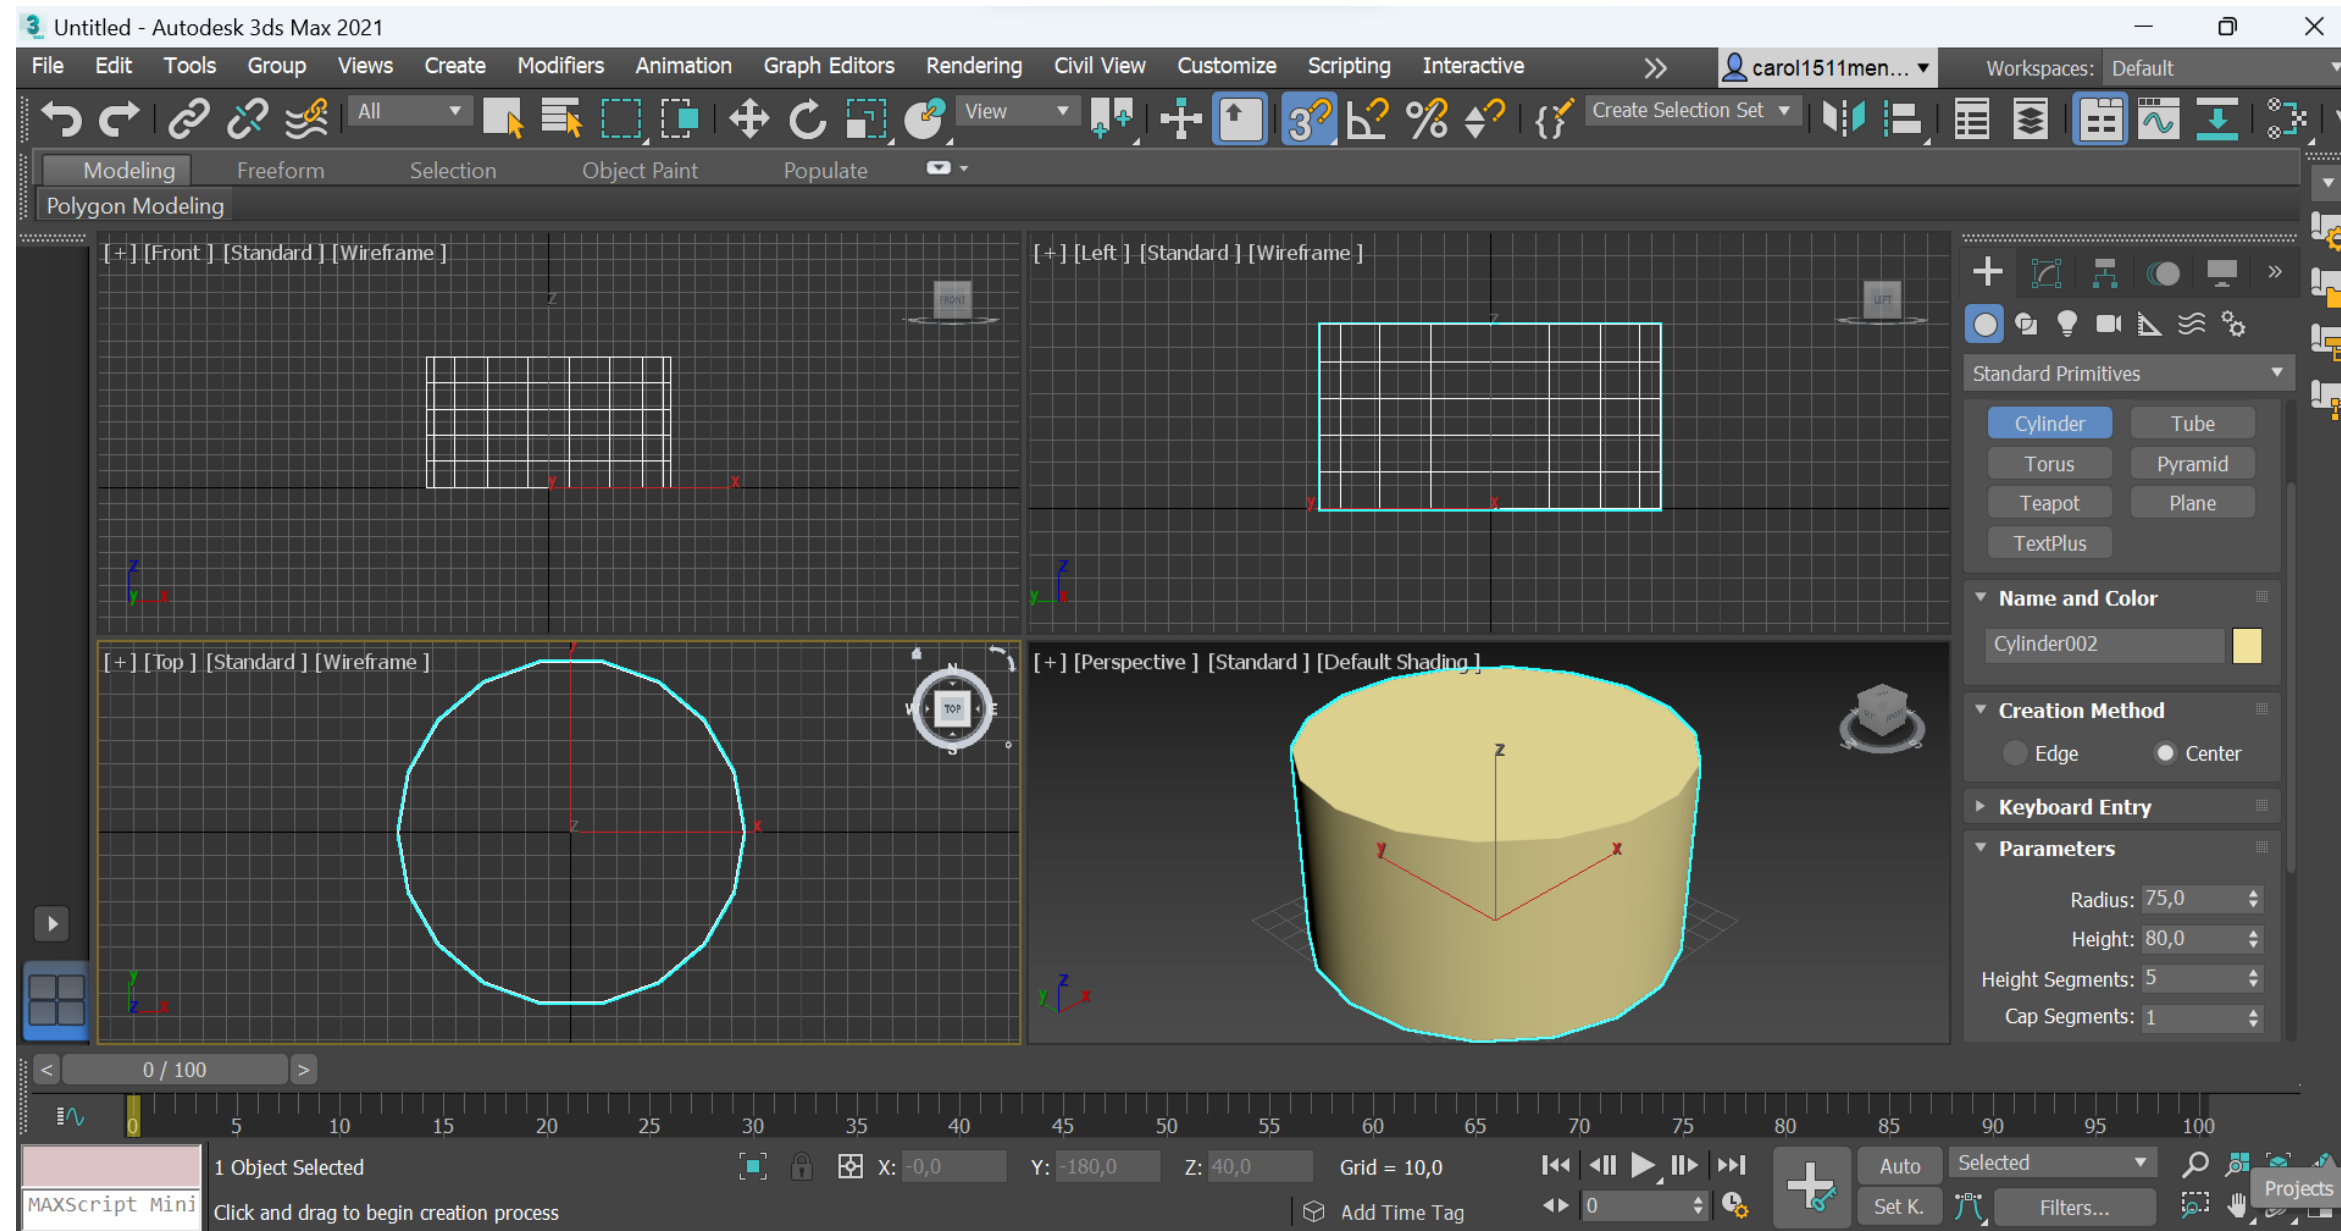 Untitled - Autodesk 3ds Max 2021
File Edit Tools Group Views Create Modifiers Animation Graph Editors Rendering Civil View Customize Scripting Interactive carol1511men... Workspaces: Default
All View Create Selection Set
Modeling Freeform Selection Object Paint Populate
Polygon Modeling
[+] [Front ] [Standard ] [Wireframe ]
z
FRONT
y x
z
y x
[+] [Left ] [Standard ] [Wireframe ]
LEFT
z
y x
z
y x
[+] [Top ] [Standard ] [Wireframe ]
y
N
W TOP E
S
z x
y
z x
[+] [Perspective ] [Standard ] [Default Shading ]
z
y x
z
y x
Standard Primitives
Cylinder Tube
Torus Pyramid
Teapot Plane
TextPlus
Name and Color
Cylinder002
Creation Method
Edge Center
Keyboard Entry
Parameters
Radius: 75,0
Height: 80,0
Height Segments: 5
Cap Segments: 1
< 0 / 100 >
0 5 10 15 20 25 30 35 40 45 50 55 60 65 70 75 80 85 90 95 100
1 Object Selected X: -0,0 Y: -180,0 Z: 40,0 Grid = 10,0 Auto Selected
Projects
MAXScript Mini Click and drag to begin creation process Add Time Tag 0 Set K. Filters...